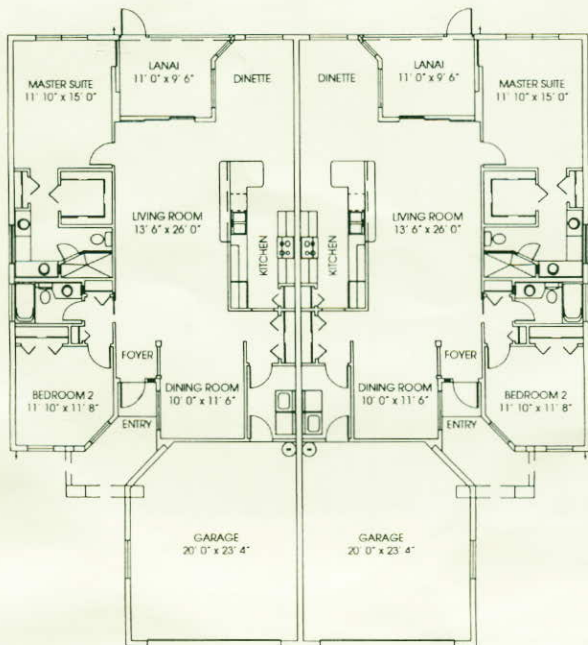 LANAI
11' 0" x 9' 6"
LANAI
11' 0" x 9' 6"
MASTER SUITE
11' 10" x 15' 0"
DINETTE
DINETTE
MASTER SUITE
11' 10" x 15' 0"
LIVING ROOM
13' 6" x 26' 0"
KITCHEN
KITCHEN
LIVING ROOM
13' 6" x 26' 0"
FOYER
FOYER
BEDROOM 2
11' 10" x 11' 8"
DINING ROOM
10' 0" x 11' 6"
DINING ROOM
10' 0" x 11' 6"
BEDROOM 2
11' 10" x 11' 8"
ENTRY
ENTRY
GARAGE
20' 0" x 23' 4"
GARAGE
20' 0" x 23' 4"